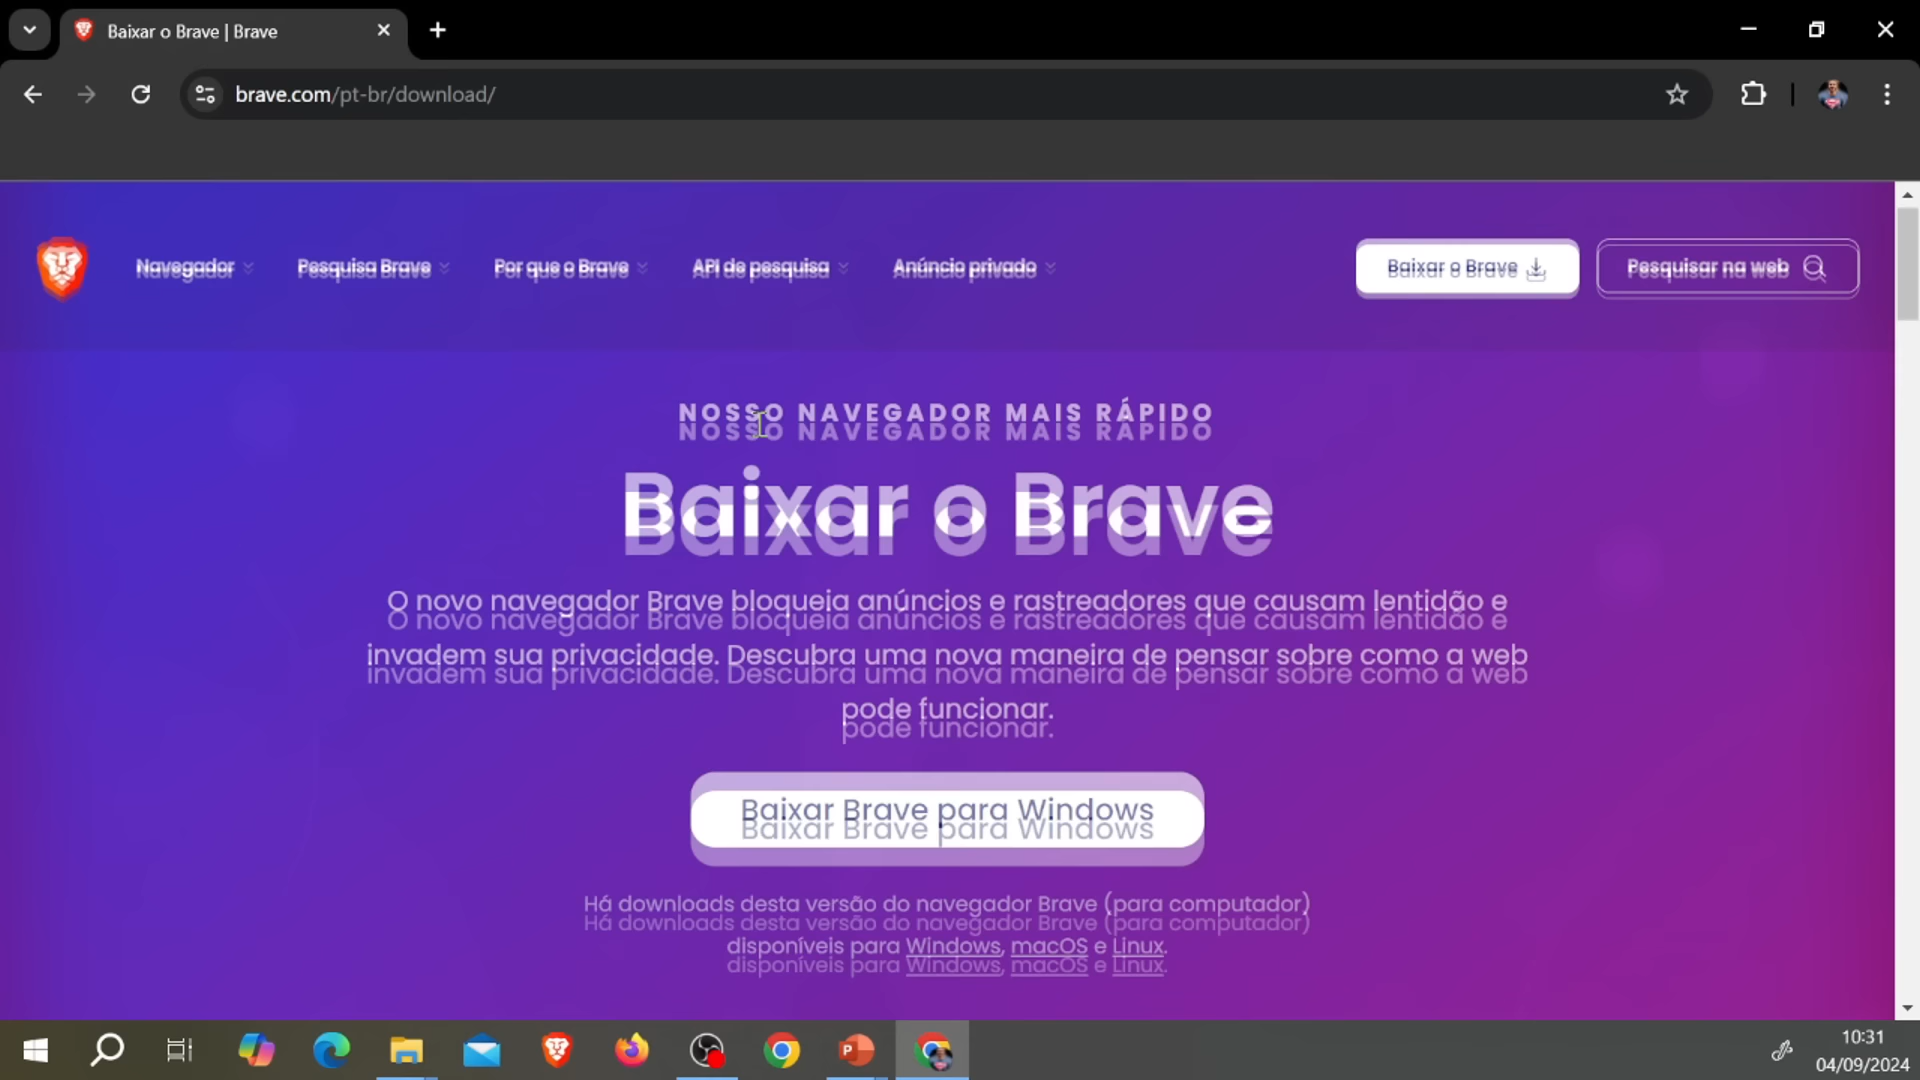 Baixar o Brave | Brave
brave.com/pt-br/download/
Navegador
Pesquisa Brave
Por que o Brave
API de pesquisa
Anúncio privado
Baixar o Brave
Pesquisar na web
NOSSO NAVEGADOR MAIS RÁPIDO
Baixar o Brave
O novo navegador Brave bloqueia anúncios e rastreadores que causam lentidão e
invadem sua privacidade. Descubra uma nova maneira de pensar sobre como a web
pode funcionar.
Baixar Brave para Windows
Há downloads desta versão do navegador Brave (para computador)
disponíveis para Windows, macOS e Linux.
10:31
04/09/2024